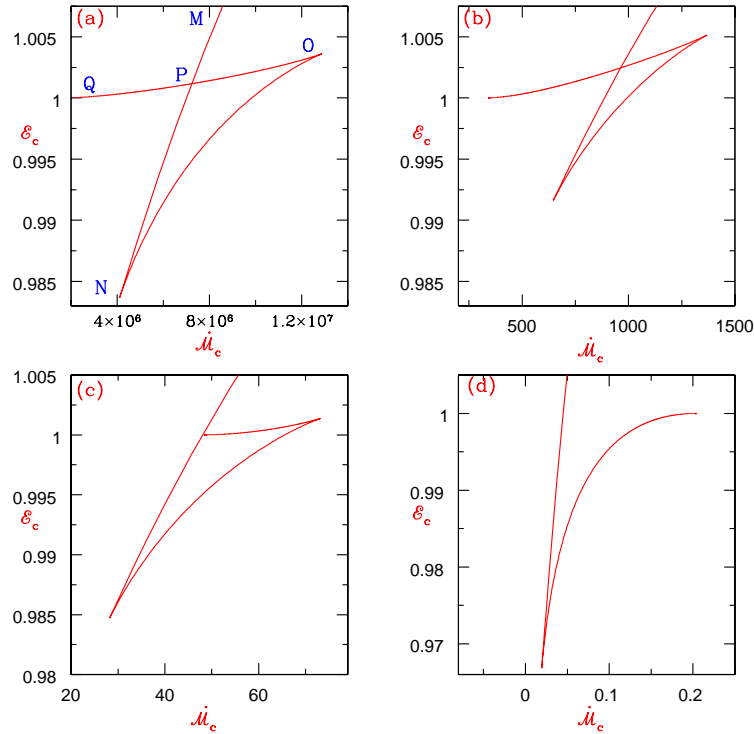 (a)
M
O
P
Q
N
1.005
1
0.995
0.99
0.985
ℰc
4×10⁶
8×10⁶
1.2×10⁷
ℳ̇c
(b)
1.005
1
0.995
0.99
0.985
ℰc
500
1000
1500
ℳ̇c
(c)
1.005
1
0.995
0.99
0.985
0.98
ℰc
20
40
60
ℳ̇c
(d)
1
0.99
0.98
0.97
ℰc
0
0.1
0.2
ℳ̇c